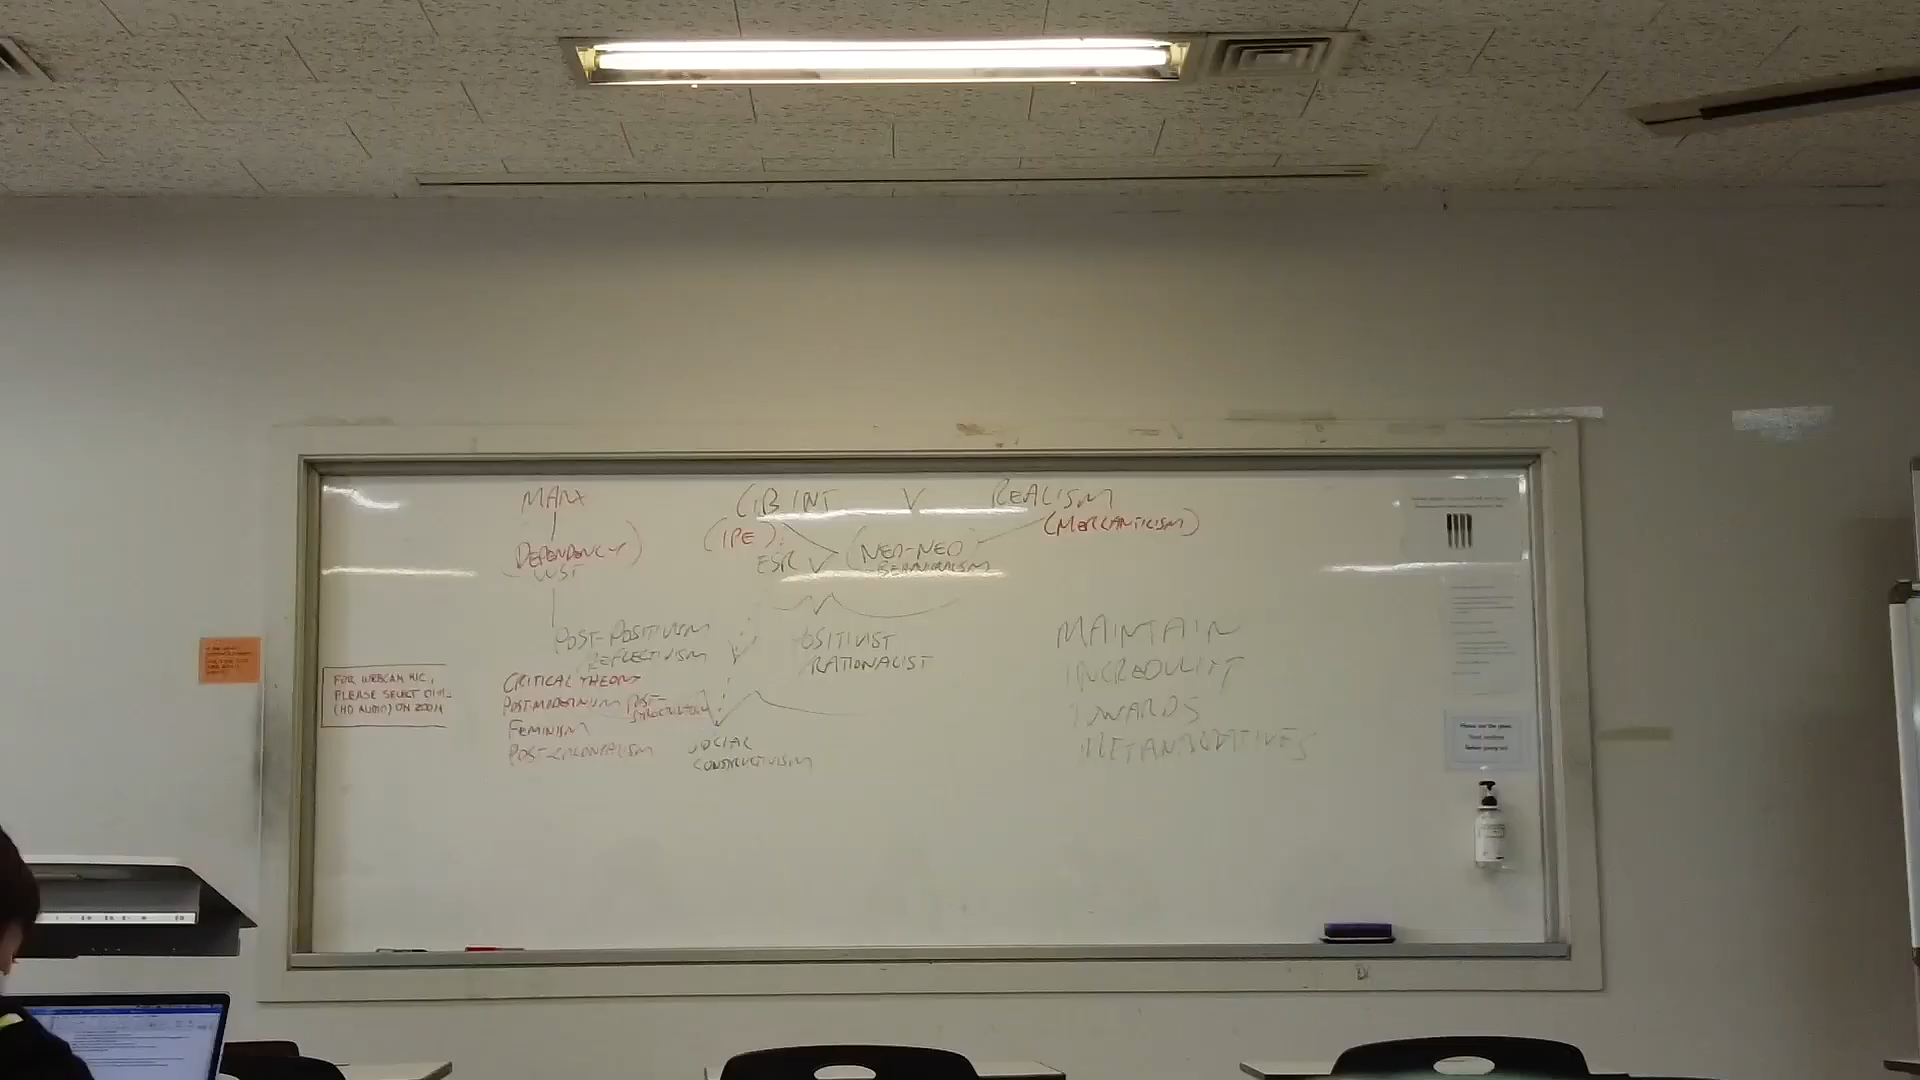 MARX
LIB INT V REALISM
(IPE) (MERCANTILISM)
(DEPENDENCY)
WST
ESR V (NEO-NEO)
BEHAVIORALISM
POST-POSITIVISM
REFLECTIVISM
POSITIVIST
RATIONALIST
CRITICAL THEORY
POSTMODERNISM POST-
STRUCTURALISM
FEMINISM
POST-COLONIALISM
SOCIAL
CONSTRUCTIVISM
MAINTAIN
INCREDULITY
TOWARDS
METANARRATIVES
FOR WEBCAM MIC,
PLEASE SELECT
(HD AUDIO) ON ZOOM